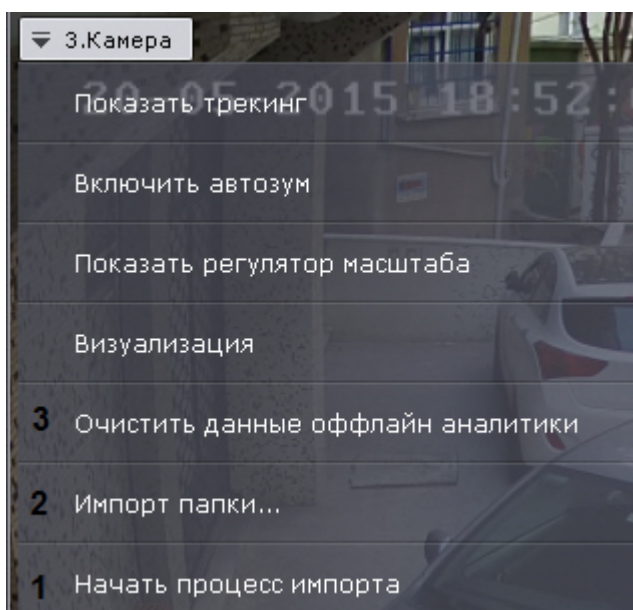 3.Камера
20-05-2015 18:52:
Показать трекинг
Включить автозум
Показать регулятор масштаба
Визуализация
3 Очистить данные оффлайн аналитики
2 Импорт папки...
1 Начать процесс импорта